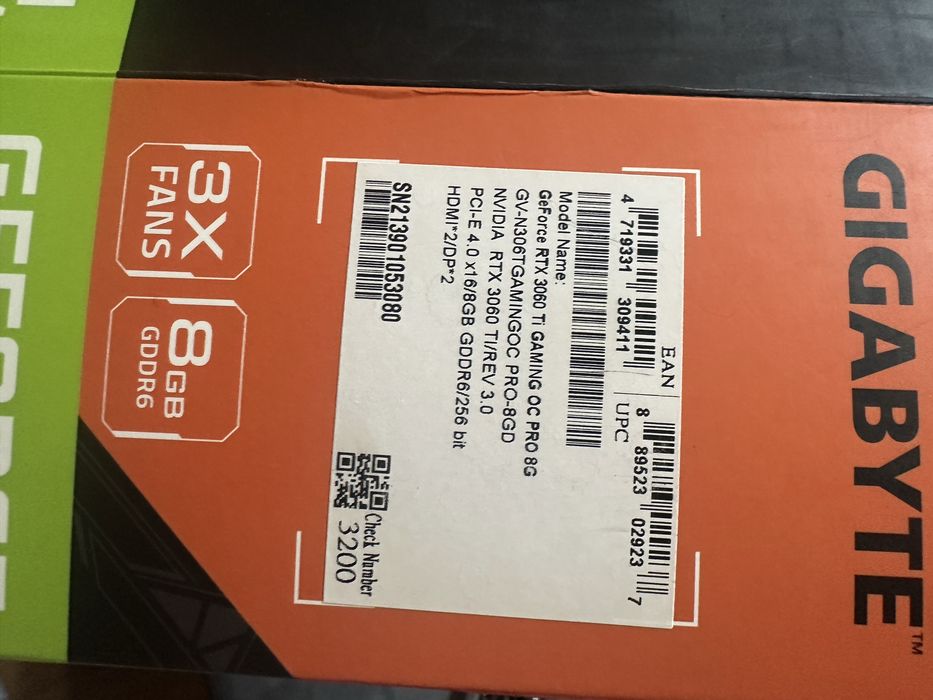 GIGABYTE™
EAN
4 719331 309411
UPC
8 89523 02923 7
Model Name:
GeForce RTX 3060 Ti GAMING OC PRO 8G
GV-N306TGAMINGOC PRO-8GD
NVIDIA RTX 3060 TI/REV 3.0
PCI-E 4.0 x16/8GB GDDR6/256 bit
HDMI*2/DP*2
SN213901053080
Check Number
3200
3X
FANS
8GB
GDDR6